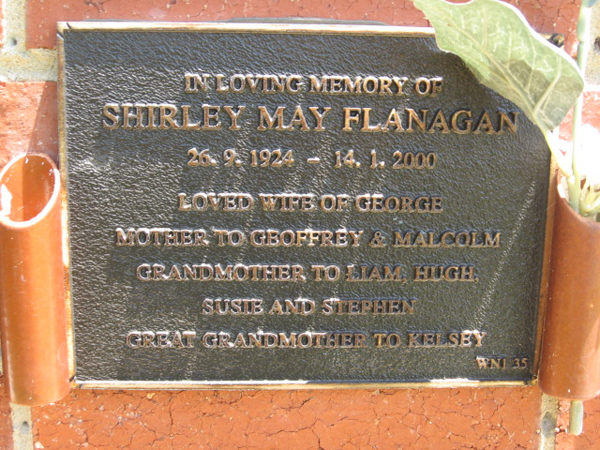 IN LOVING MEMORY OF
SHIRLEY MAY FLANAGAN
26. 9. 1924 - 14. 1. 2000
LOVED WIFE OF GEORGE
MOTHER TO GEOFFREY & MALCOLM
GRANDMOTHER TO LIAM, HUGH,
SUSIE AND STEPHEN
GREAT GRANDMOTHER TO KELSEY
WN1 35